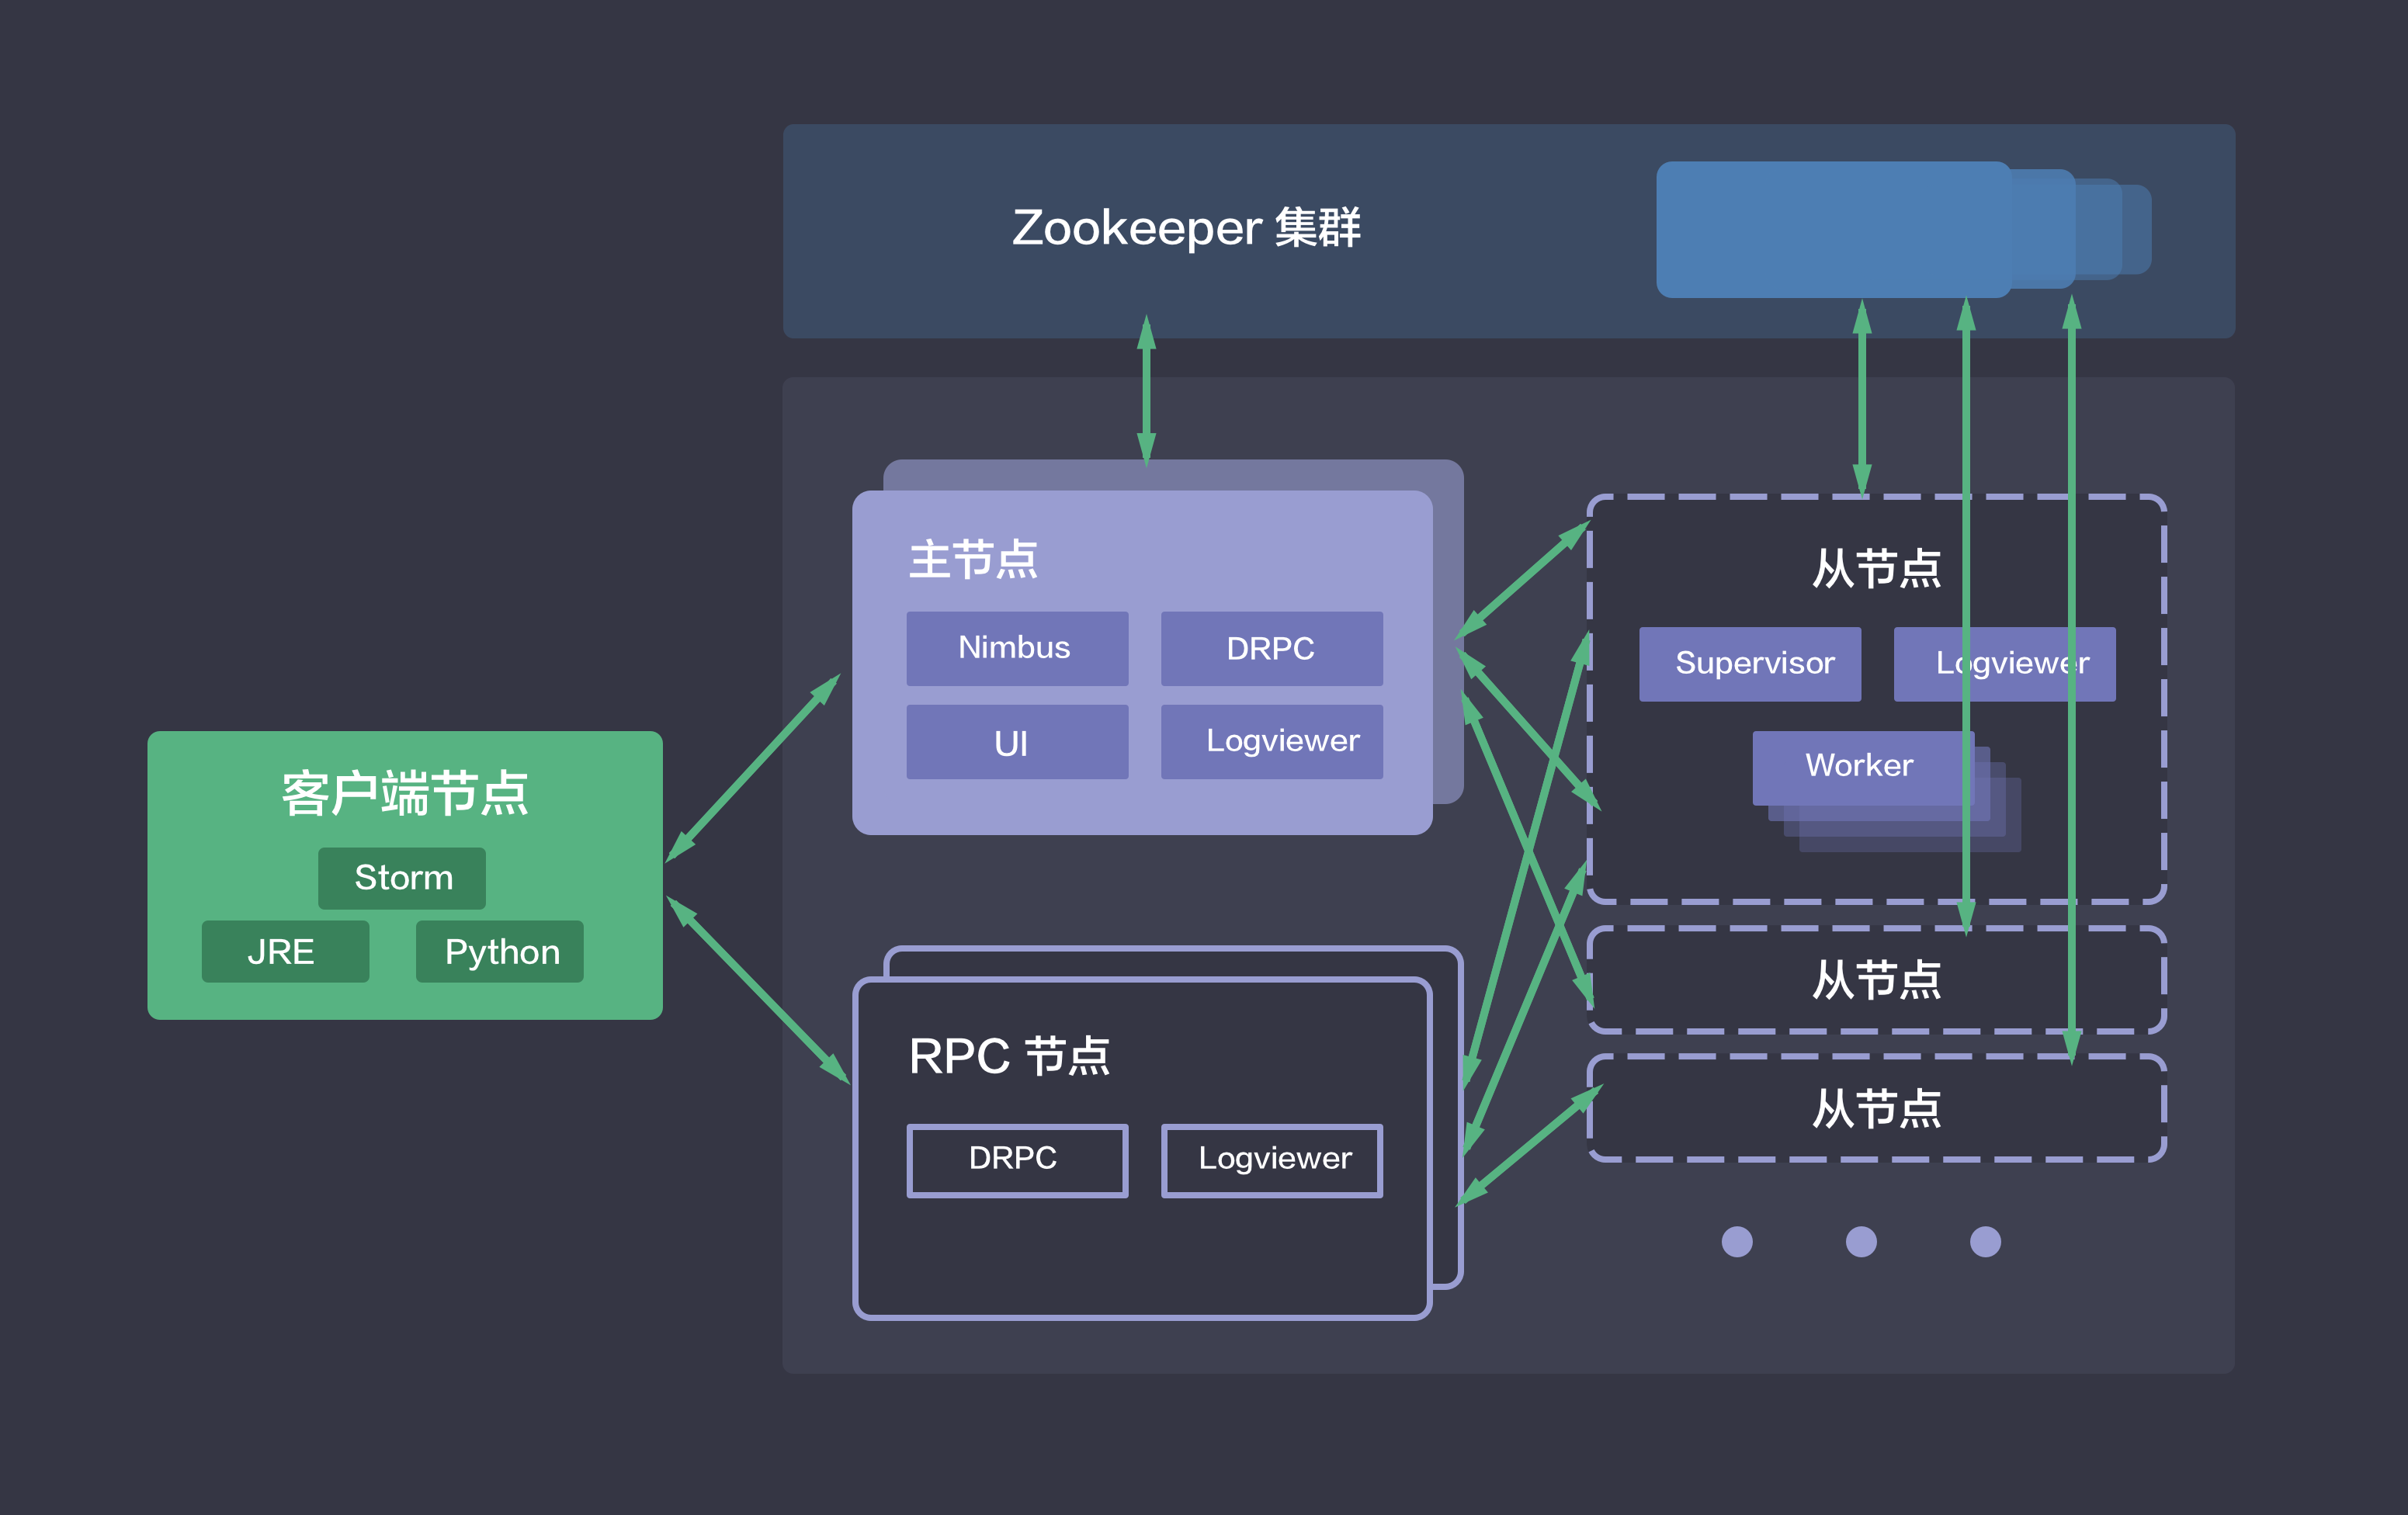 Zookeeper 集群
主节点
Nimbus
DRPC
UI
Logviewer
从节点
Supervisor
Logviewer
Worker
客户端节点
Storm
JRE
Python
从节点
RPC 节点
DRPC
Logviewer
从节点